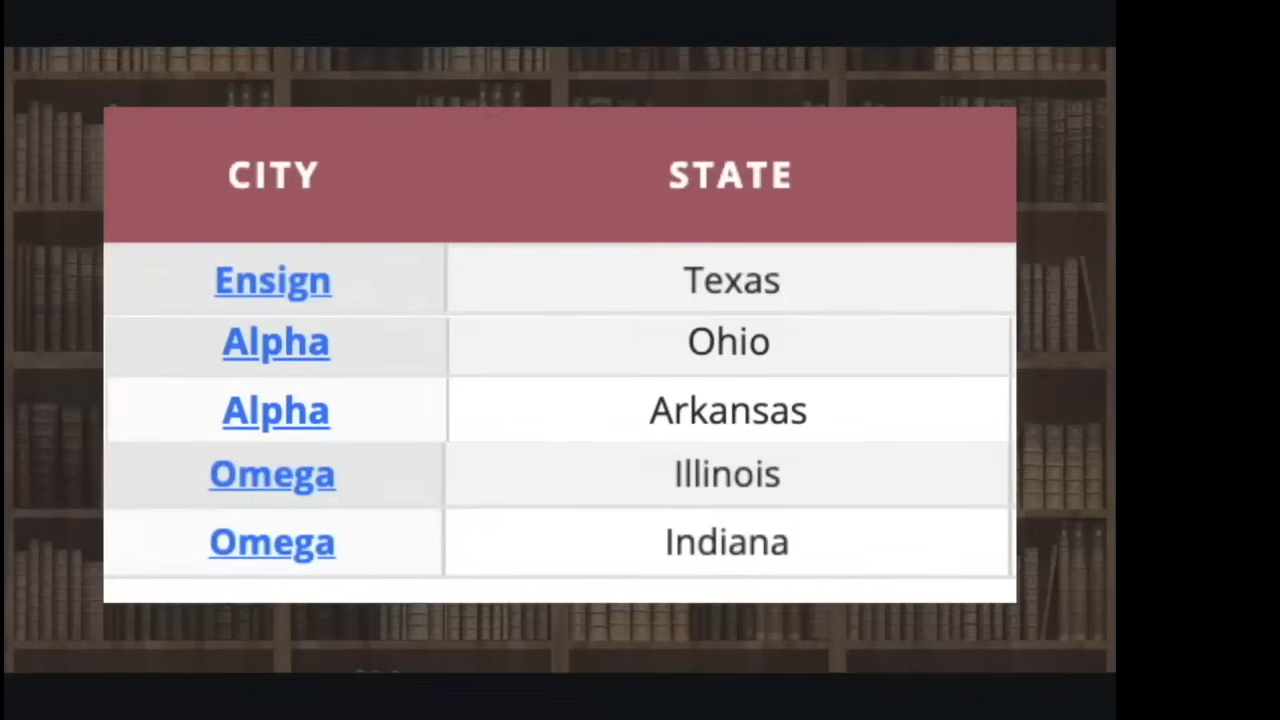 CITY STATE
Ensign Texas
Alpha Ohio
Alpha Arkansas
Omega Illinois
Omega Indiana